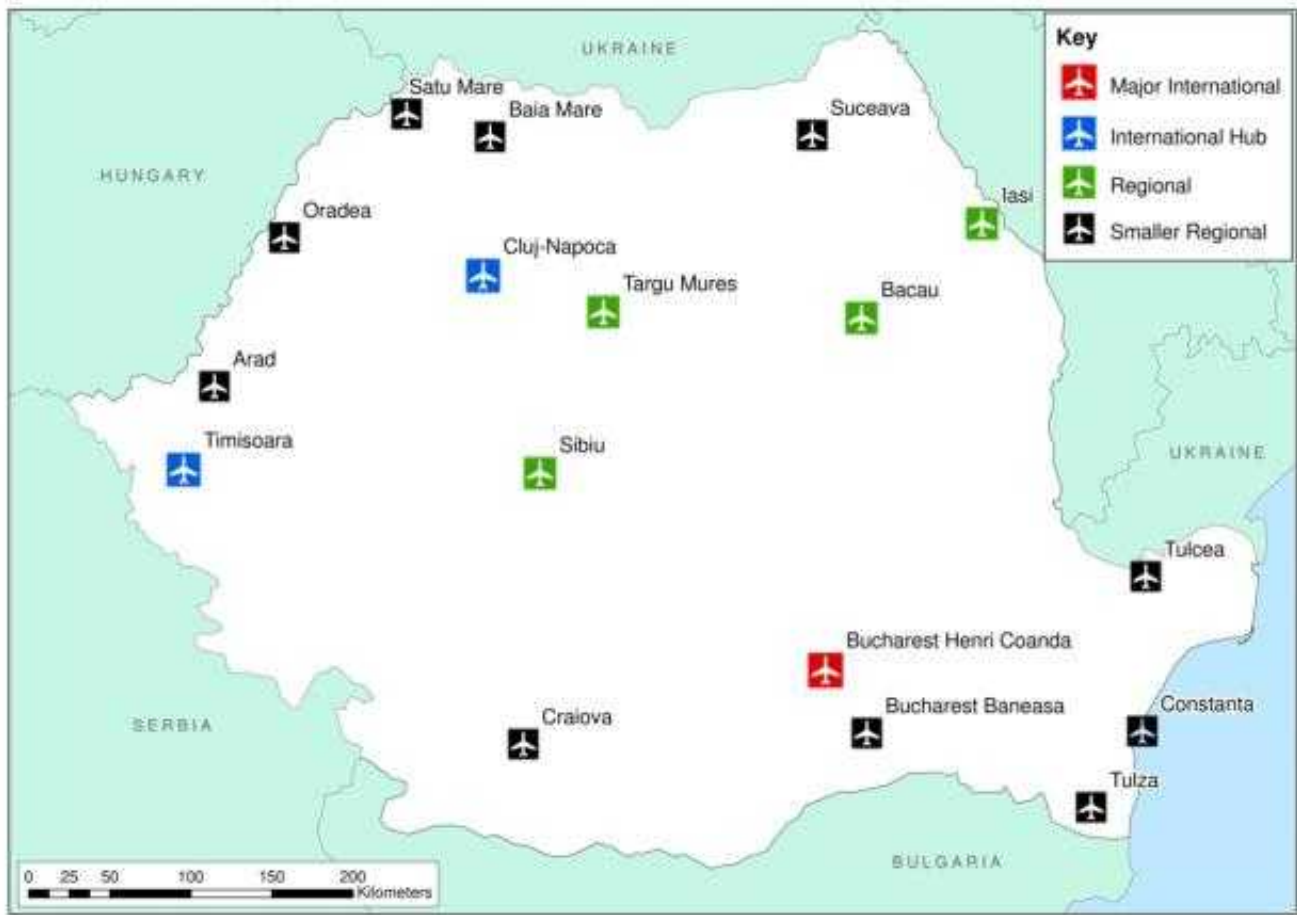 UKRAINE
Key
Major International
International Hub
Regional
Smaller Regional
Satu Mare
Baia Mare
Suceava
HUNGARY
Iasi
Oradea
Cluj-Napoca
Targu Mures
Bacau
Arad
Timisoara
Sibiu
UKRAINE
Tulcea
Bucharest Henri Coanda
SERBIA
Craiova
Bucharest Baneasa
Constanta
Tulza
BULGARIA
0 25 50 100 150 200
Kilometers